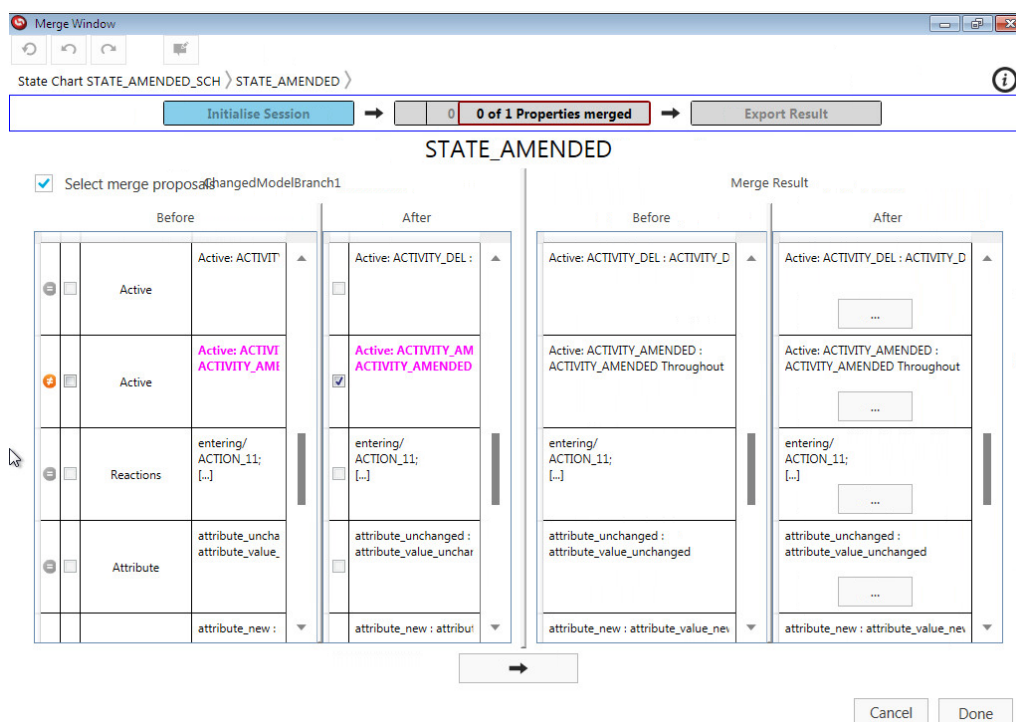 Merge Window
State Chart STATE_AMENDED_SCH 〉 STATE_AMENDED 〉
Initialise Session
0
0 of 1 Properties merged
Export Result
STATE_AMENDED
Select merge proposals
ChangedModelBranch1
Merge Result
Before
After
Before
After
Active
Active: ACTIVIT
Active: ACTIVITY_DEL :
Active: ACTIVITY_DEL : ACTIVITY_D
Active: ACTIVITY_DEL : ACTIVITY_D
...
Active
Active: ACTIVI
ACTIVITY_AME
Active: ACTIVITY_AM
ACTIVITY_AMENDED
Active: ACTIVITY_AMENDED :
ACTIVITY_AMENDED Throughout
Active: ACTIVITY_AMENDED :
ACTIVITY_AMENDED Throughout
...
Reactions
entering/
ACTION_11;
[...]
entering/
ACTION_11;
[...]
entering/
ACTION_11;
[...]
entering/
ACTION_11;
[...]
...
Attribute
attribute_uncha
attribute_value_
attribute_unchanged :
attribute_value_unchar
attribute_unchanged :
attribute_value_unchanged
attribute_unchanged :
attribute_value_unchanged
...
attribute_new :
attribute_new : attribut
attribute_new : attribute_value_nev
attribute_new : attribute_value_nev
Cancel
Done